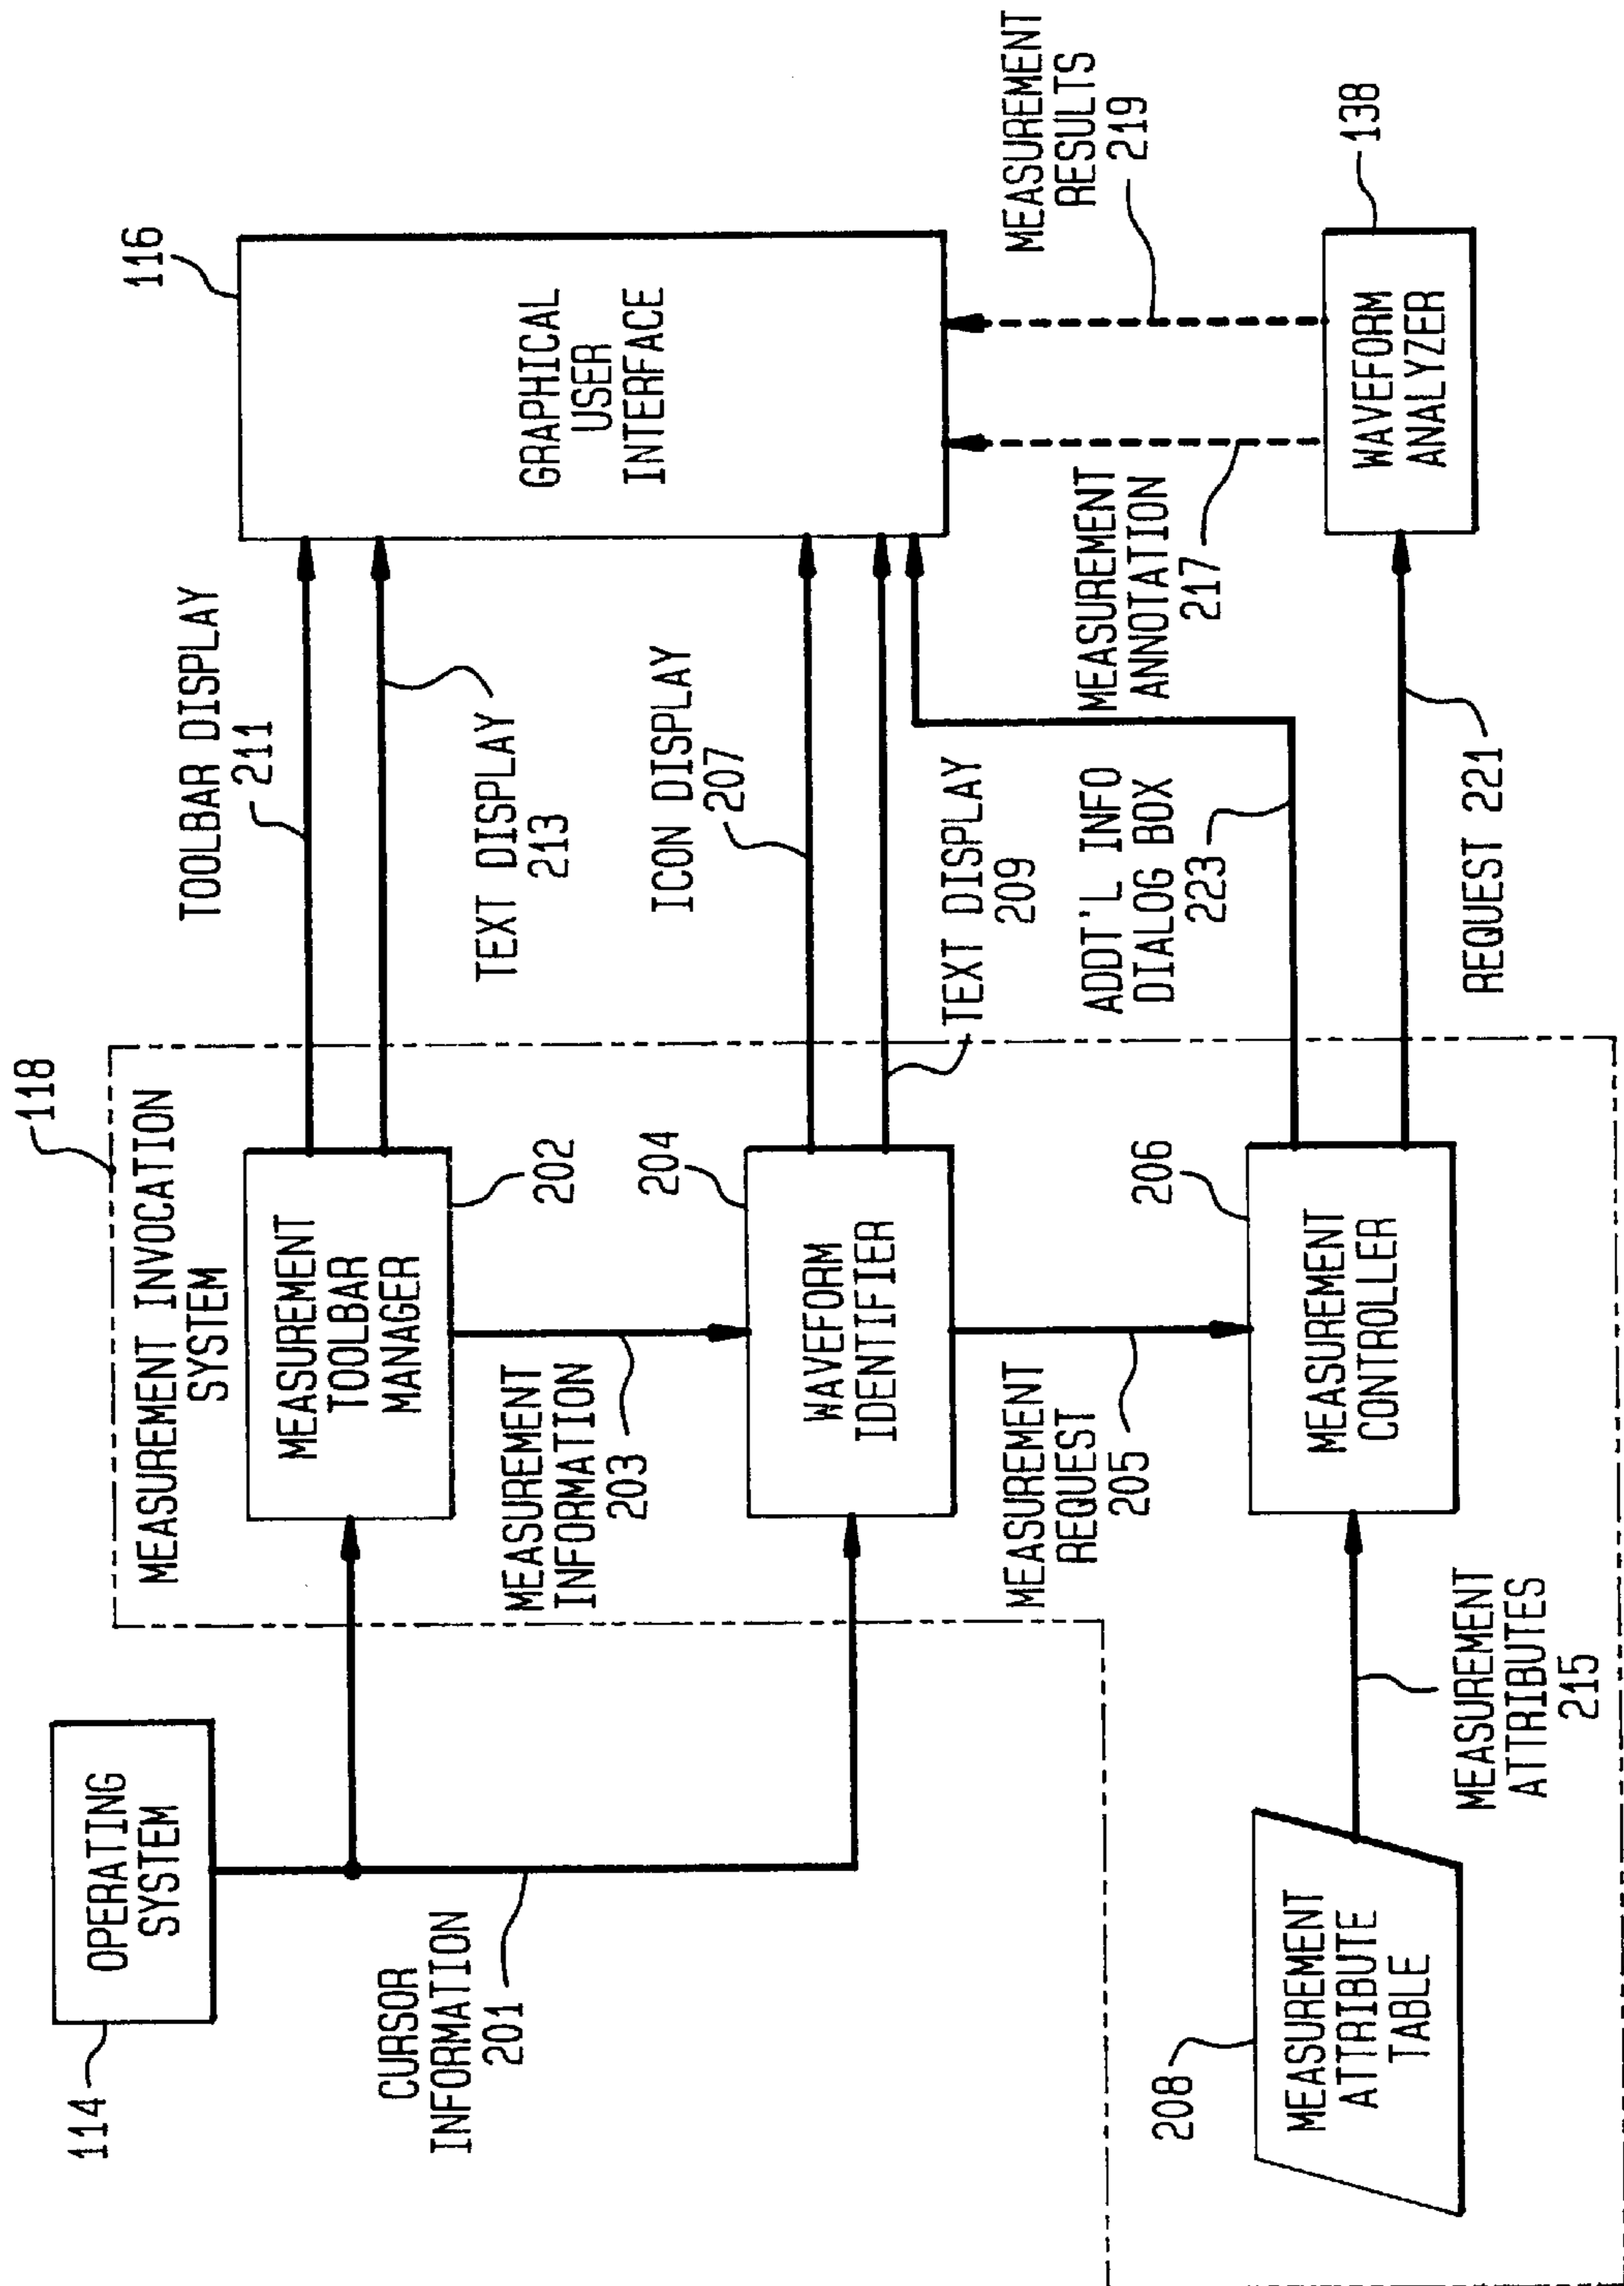 118
MEASUREMENT INVOCATION
SYSTEM
114
OPERATING
SYSTEM
CURSOR
INFORMATION
201
MEASUREMENT
TOOLBAR
MANAGER
202
TOOLBAR DISPLAY
211
TEXT DISPLAY
213
116
GRAPHICAL
USER
INTERFACE
MEASUREMENT
INFORMATION
203
204
WAVEFORM
IDENTIFIER
ICON DISPLAY
207
TEXT DISPLAY
209
MEASUREMENT
REQUEST
205
206
MEASUREMENT
CONTROLLER
ADDT'L INFO
DIALOG BOX
223
MEASUREMENT
ANNOTATION
217
MEASUREMENT
RESULTS
219
208
MEASUREMENT
ATTRIBUTE
TABLE
MEASUREMENT
ATTRIBUTES
215
REQUEST 221
WAVEFORM
ANALYZER
138